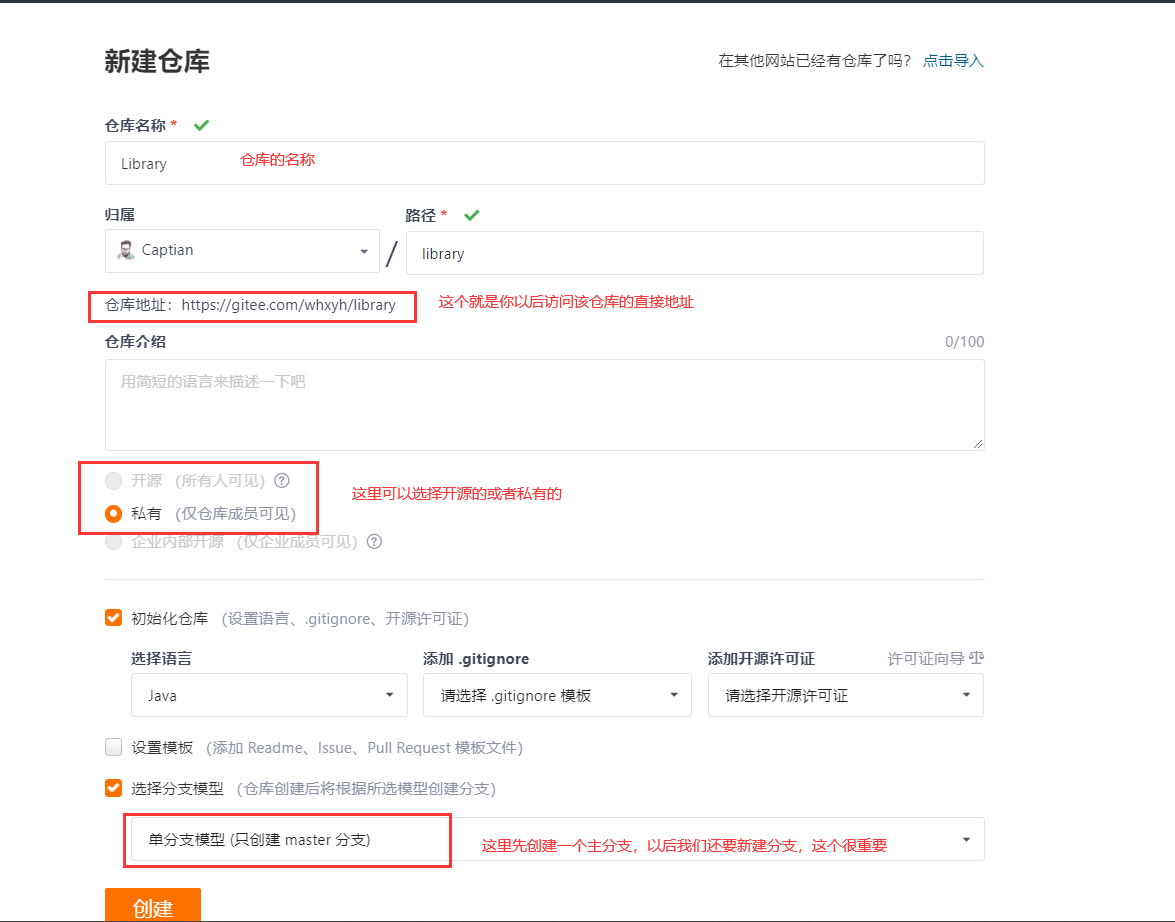 新建仓库
在其他网站已经有仓库了吗? 点击导入
仓库名称 *
Library
仓库的名称
归属
路径 *
Captian
/
library
仓库地址：https://gitee.com/whxyh/library
这个就是你以后访问该仓库的直接地址
仓库介绍
0/100
用简短的语言来描述一下吧
开源 (所有人可见) ?
这里可以选择开源的或者私有的
私有 (仅仓库成员可见)
企业内部开源 (仅企业成员可见) ?
初始化仓库 (设置语言、.gitignore、开源许可证)
选择语言
添加 .gitignore
添加开源许可证
许可证向导
Java
请选择 .gitignore 模板
请选择开源许可证
设置模板 (添加 Readme、Issue、Pull Request 模板文件)
选择分支模型 (仓库创建后将根据所选模型创建分支)
单分支模型 (只创建 master 分支)
这里先创建一个主分支，以后我们还要新建分支，这个很重要
创建